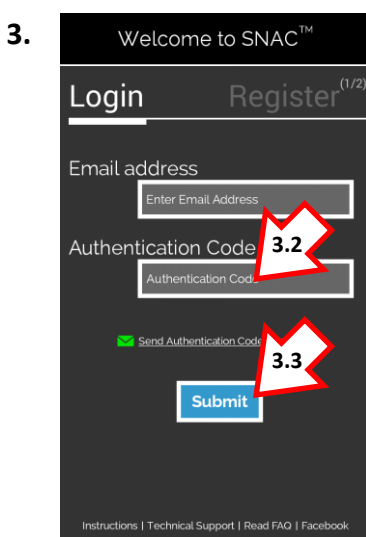 3.
Welcome to SNAC™
Login Register (1/2)
Email address
Enter Email Address
Authentication Code 3.2
Authentication Code
Send Authentication Code
3.3
Submit
Instructions | Technical Support | Read FAQ | Facebook